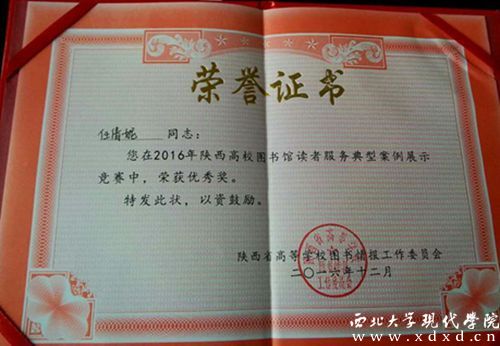 荣誉证书
任倩妮 同志：
您在2016年陕西高校图书馆读者服务典型案例展示
竞赛中，荣获优秀奖。
特发此状，以资鼓励。
陕西省高等学校图书情报工作委员会
二〇一六年十二月
西北大学现代学院
www.xdxd.cn